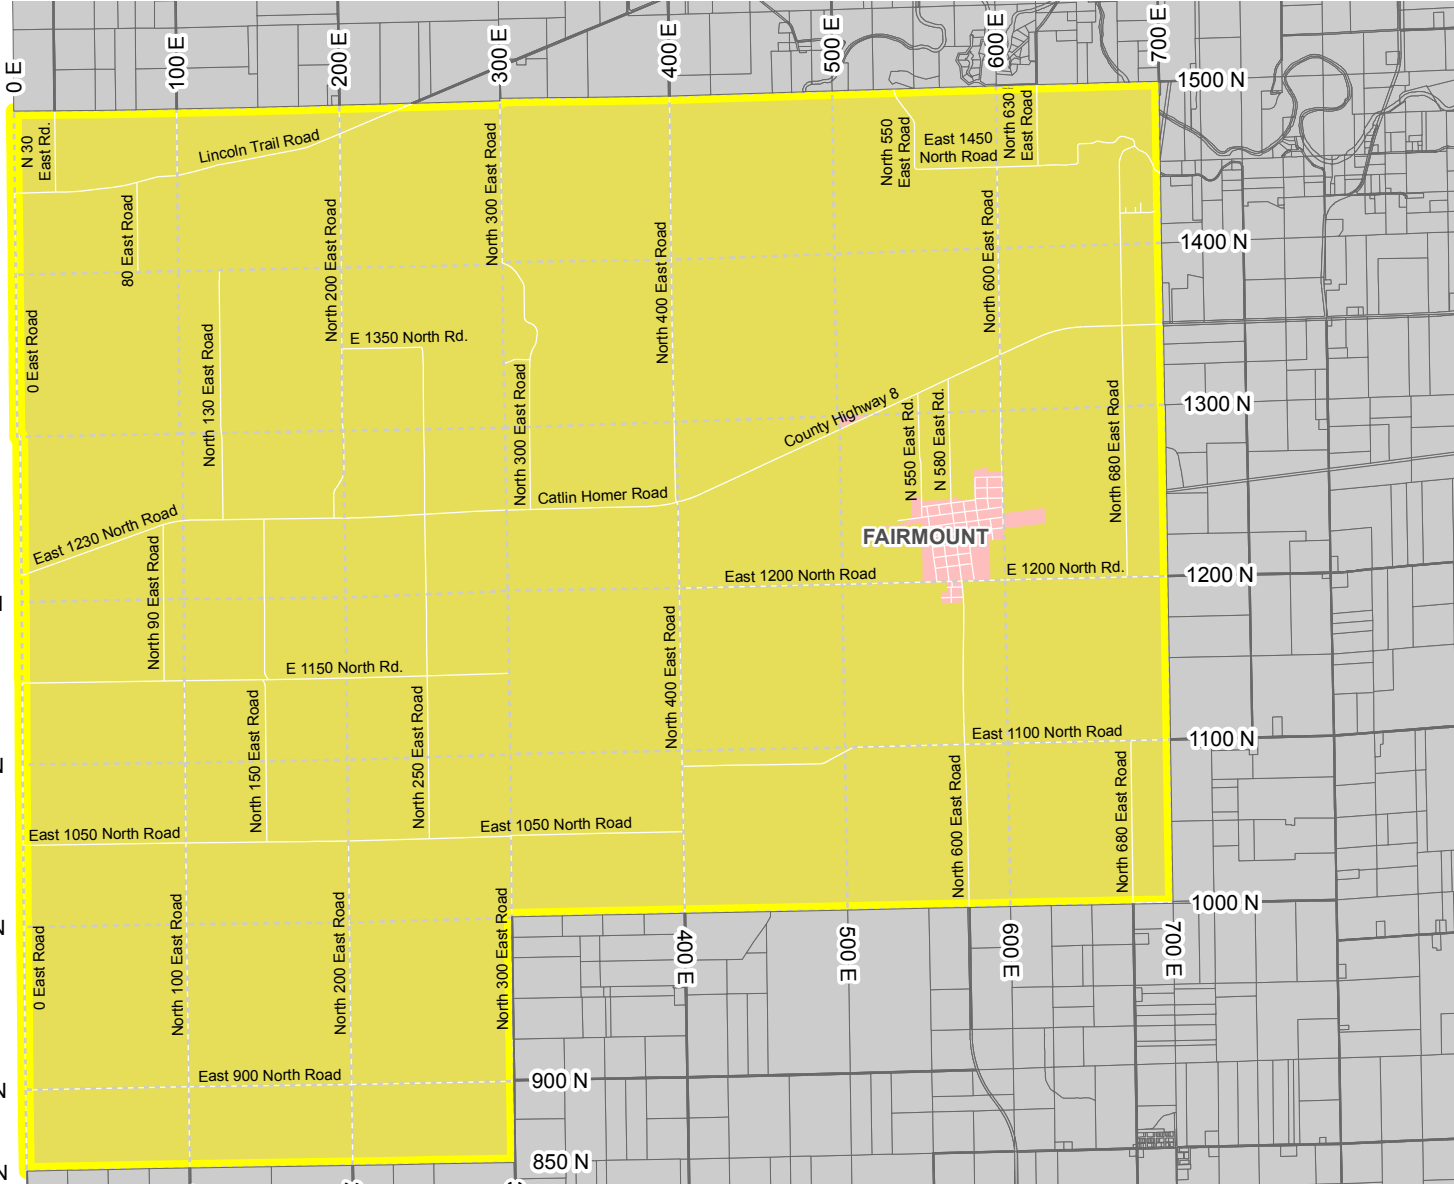 0 E
100 E
200 E
300 E
400 E
500 E
600 E
700 E
1500 N
N 30
East Rd.
Lincoln Trail Road
North 300 East Road
North 550
East Road
East 1450
North Road
North 630
East Road
80 East Road
North 200 East Road
North 400 East Road
North 600 East Road
1400 N
0 East Road
North 130 East Road
E 1350 North Rd.
North 300 East Road
County Highway 8
N 550 East Rd.
N 580 East Rd.
North 680 East Road
1300 N
East 1230 North Road
Catlin Homer Road
FAIRMOUNT
North 90 East Road
East 1200 North Road
E 1200 North Rd.
1200 N
N
E 1150 North Rd.
North 400 East Road
North 150 East Road
North 250 East Road
East 1100 North Road
1100 N
N
East 1050 North Road
East 1050 North Road
North 600 East Road
North 680 East Road
1000 N
N
0 East Road
North 100 East Road
North 200 East Road
North 300 East Road
400 E
500 E
600 E
700 E
East 900 North Road
900 N
N
850 N
N